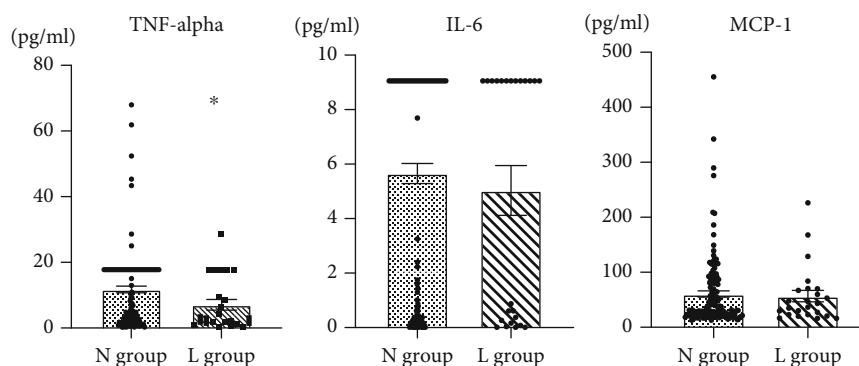 TNF-alpha
(pg/ml)
80
60
40
20
0
*
N group L group
IL-6
(pg/ml)
10
8
6
4
2
0
N group L group
MCP-1
(pg/ml)
500
400
300
200
100
0
N group L group